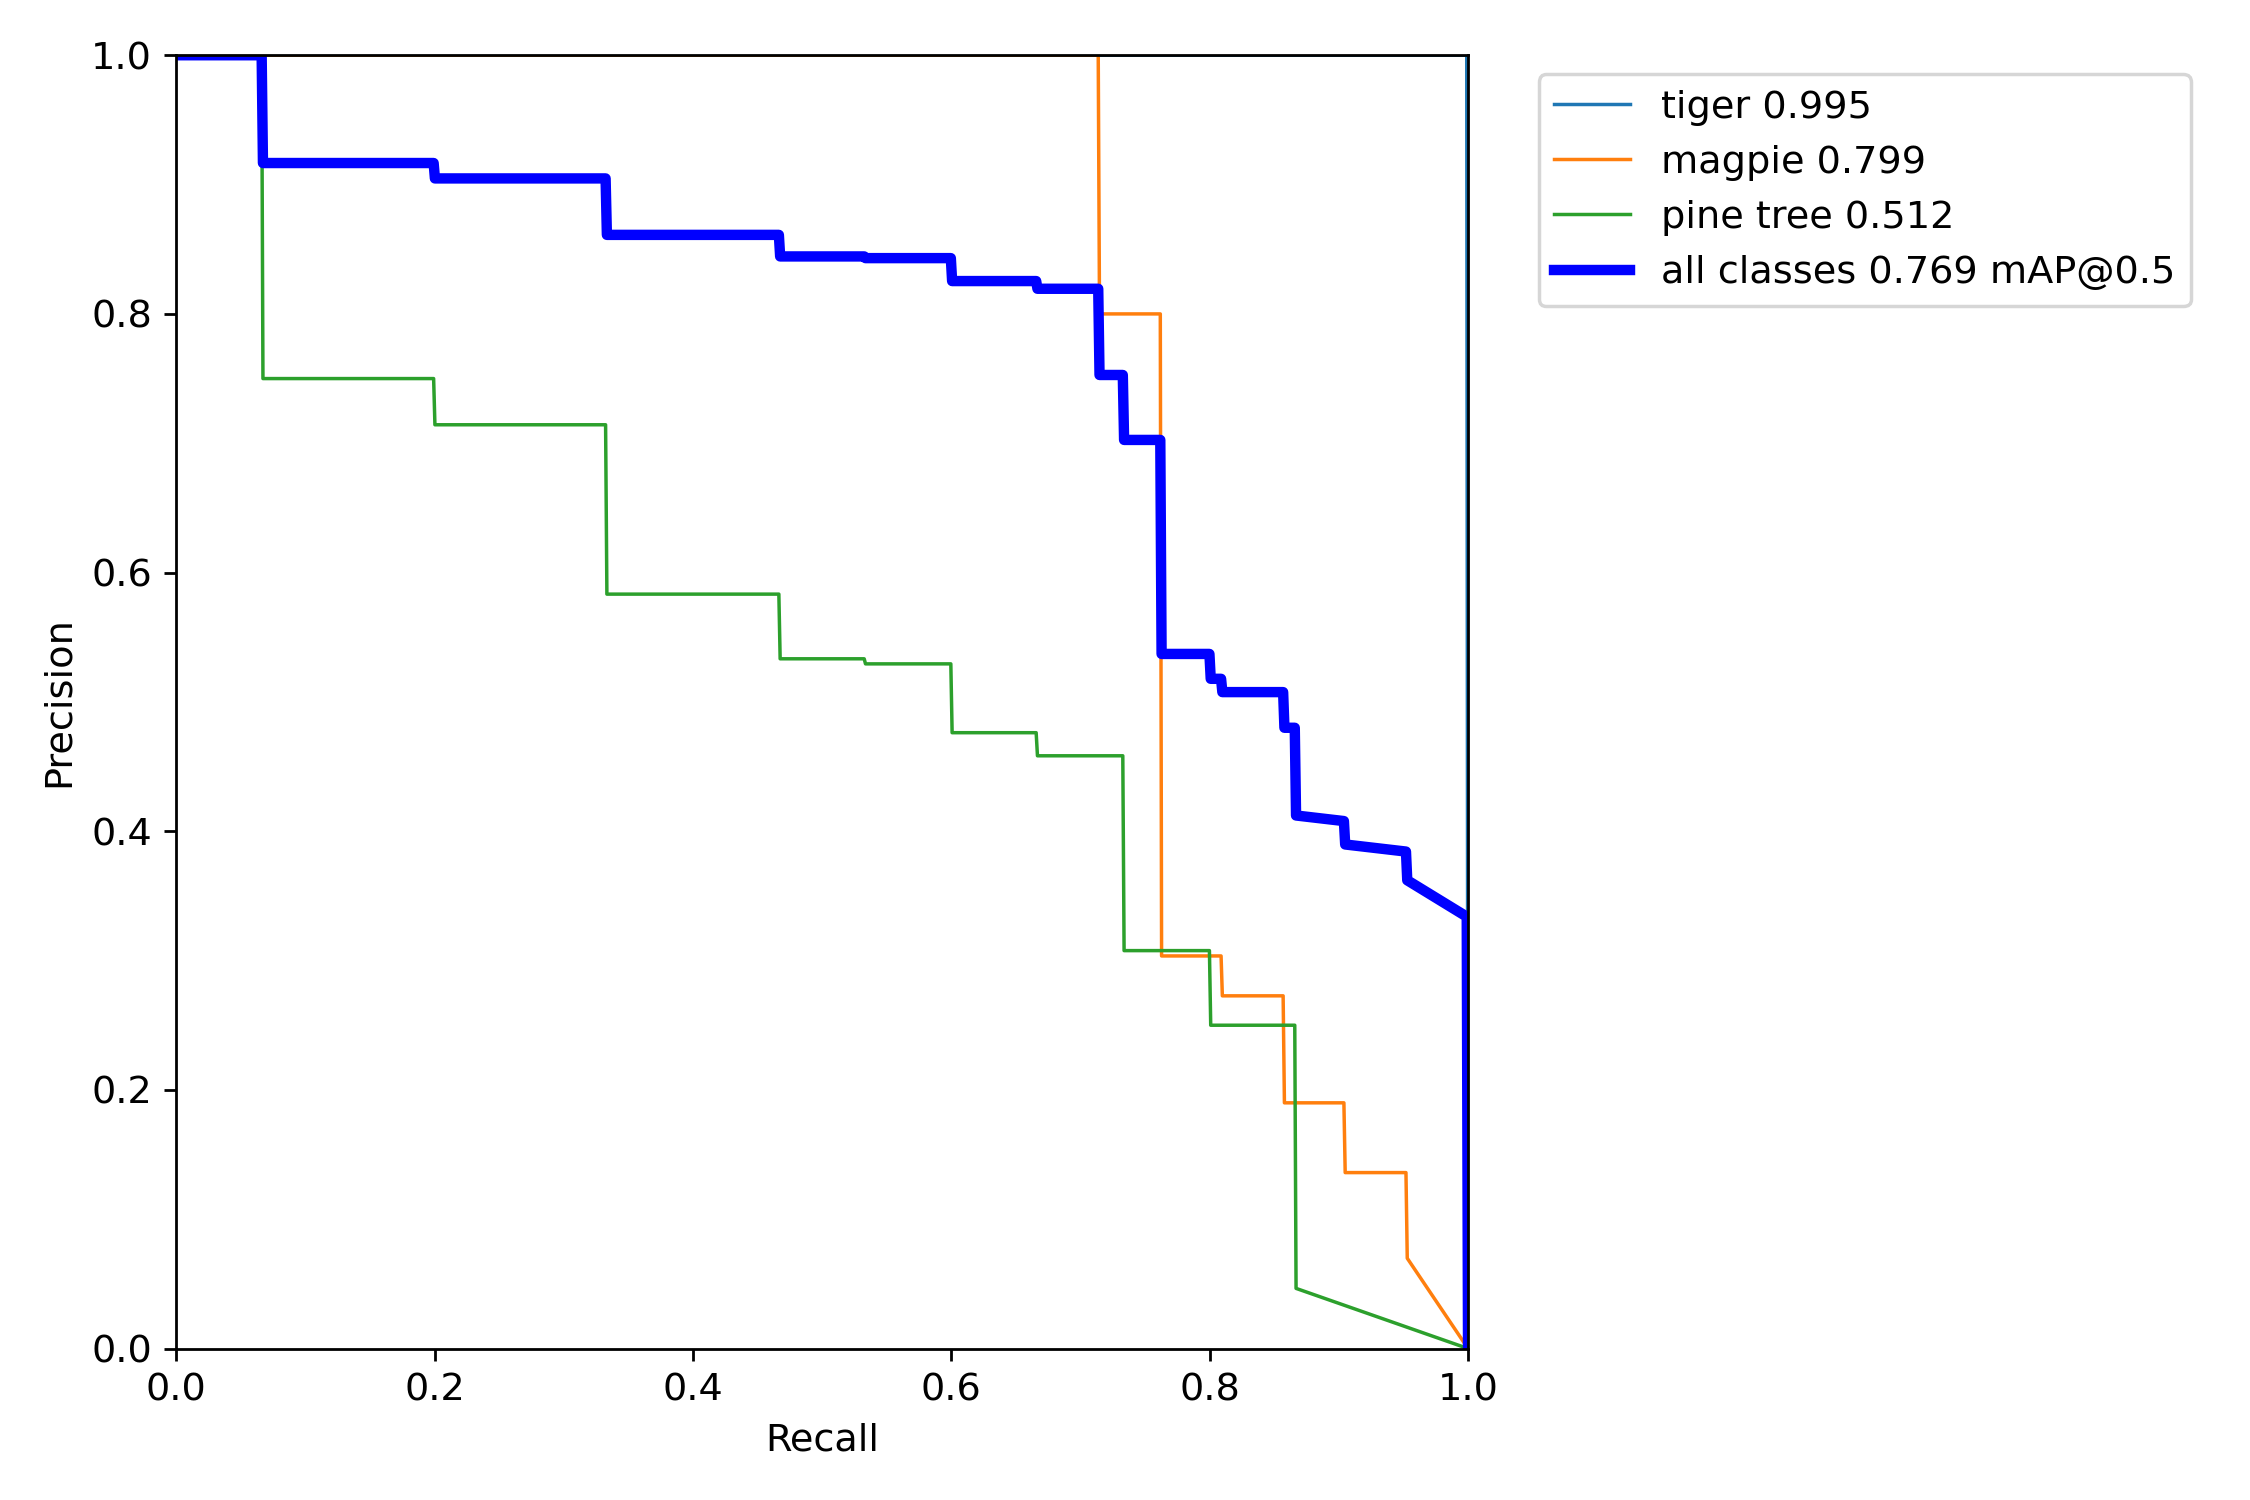 1.0
0.8
0.6
0.4
0.2
0.0
Precision
0.0 0.2 0.4 0.6 0.8 1.0
Recall
tiger 0.995
magpie 0.799
pine tree 0.512
all classes 0.769 mAP@0.5